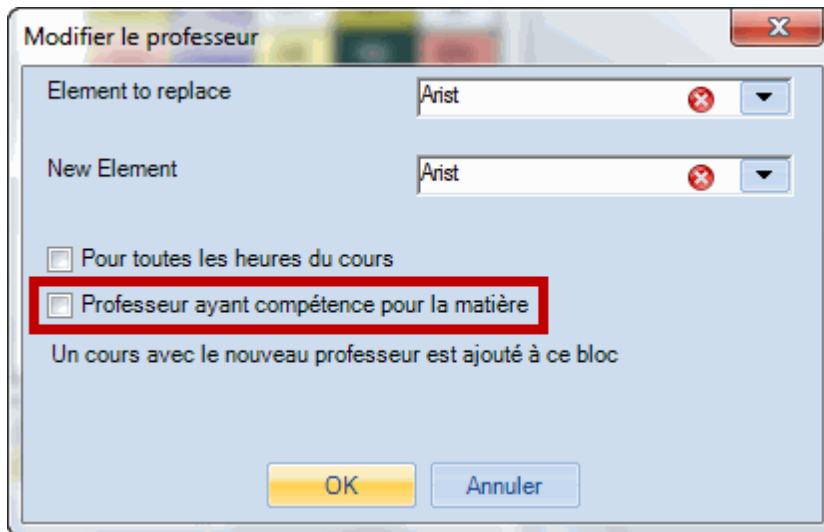 Modifier le professeur
Element to replace
Arist
New Element
Arist
Pour toutes les heures du cours
Professeur ayant compétence pour la matière
Un cours avec le nouveau professeur est ajouté à ce bloc
OK
Annuler